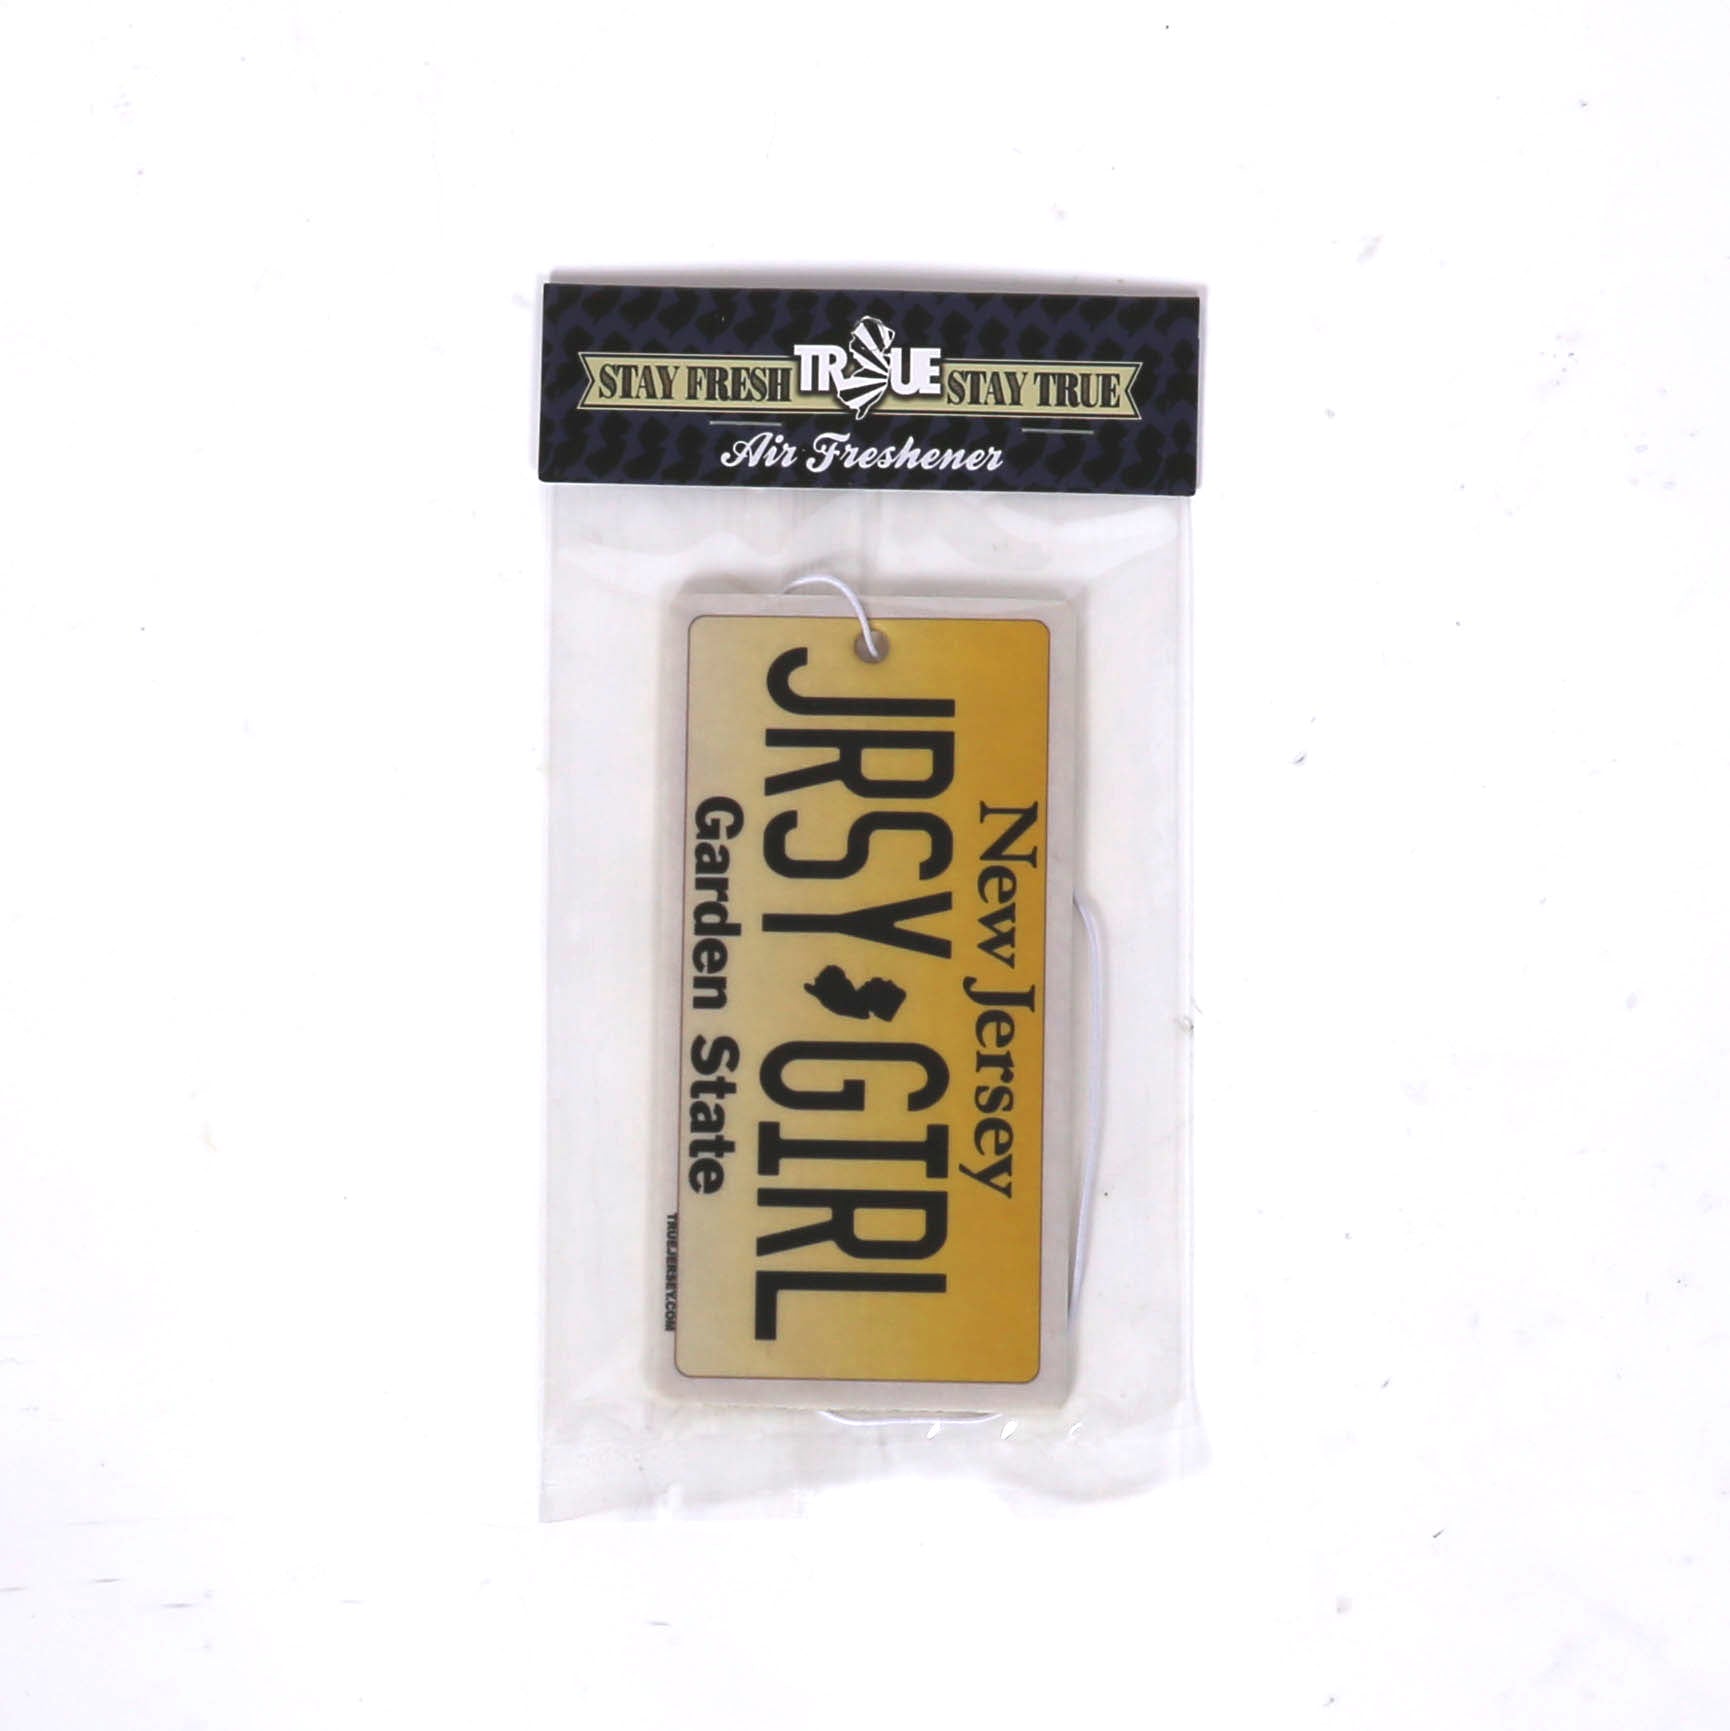 STAY FRESH TRUE STAY TRUE
Air Freshener
New Jersey
JRSY GIRL
Garden State
TRUEJERSEY.COM